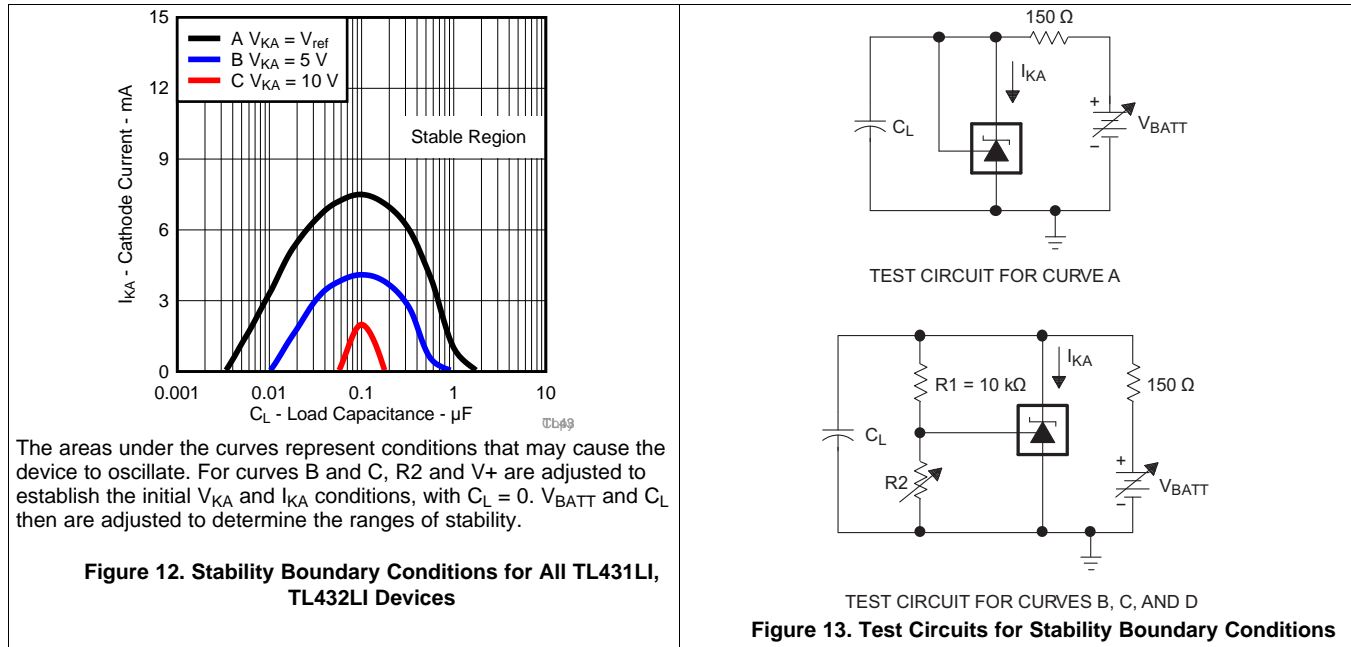 15
12
9
6
3
0
I_KA - Cathode Current - mA
A V_KA = V_ref
B V_KA = 5 V
C V_KA = 10 V
Stable Region
0.001
0.01
0.1
1
10
C_L - Load Capacitance - µF
The areas under the curves represent conditions that may cause the
device to oscillate. For curves B and C, R2 and V+ are adjusted to
establish the initial V_KA and I_KA conditions, with C_L = 0. V_BATT and C_L
then are adjusted to determine the ranges of stability.
Figure 12. Stability Boundary Conditions for All TL431LI,
TL432LI Devices
150 Ω
I_KA
C_L
+
V_BATT
−
TEST CIRCUIT FOR CURVE A
I_KA
R1 = 10 kΩ
150 Ω
C_L
+
R2
V_BATT
−
TEST CIRCUIT FOR CURVES B, C, AND D
Figure 13. Test Circuits for Stability Boundary Conditions